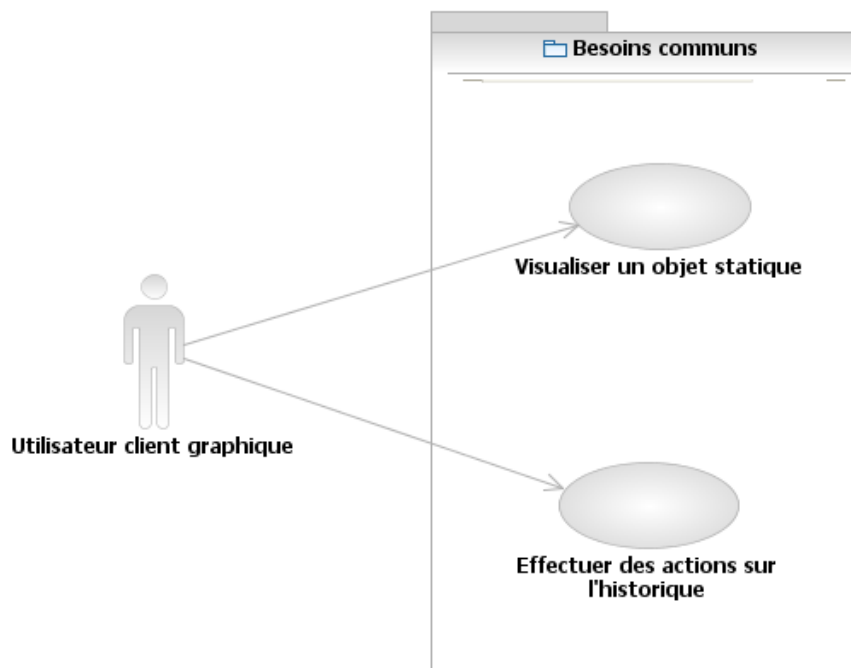 Besoins communs
Visualiser un objet statique
Utilisateur client graphique
Effectuer des actions sur
l'historique